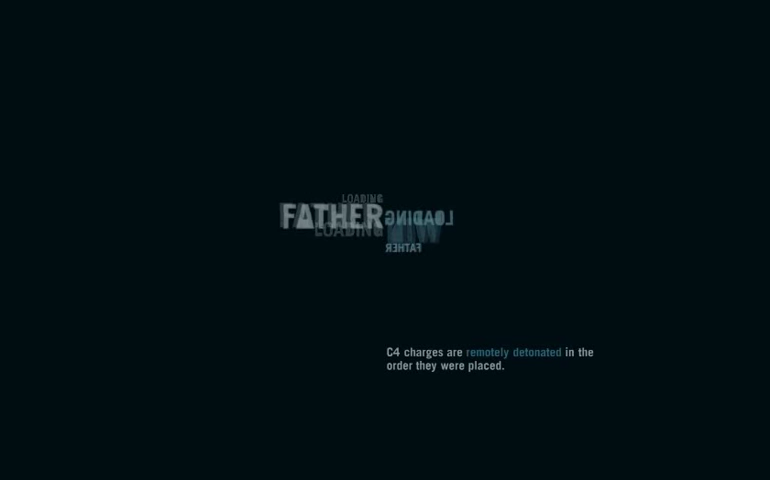 LOADING
FATHER
LOADING
LOADING
FATHER
C4 charges are remotely detonated in the
order they were placed.